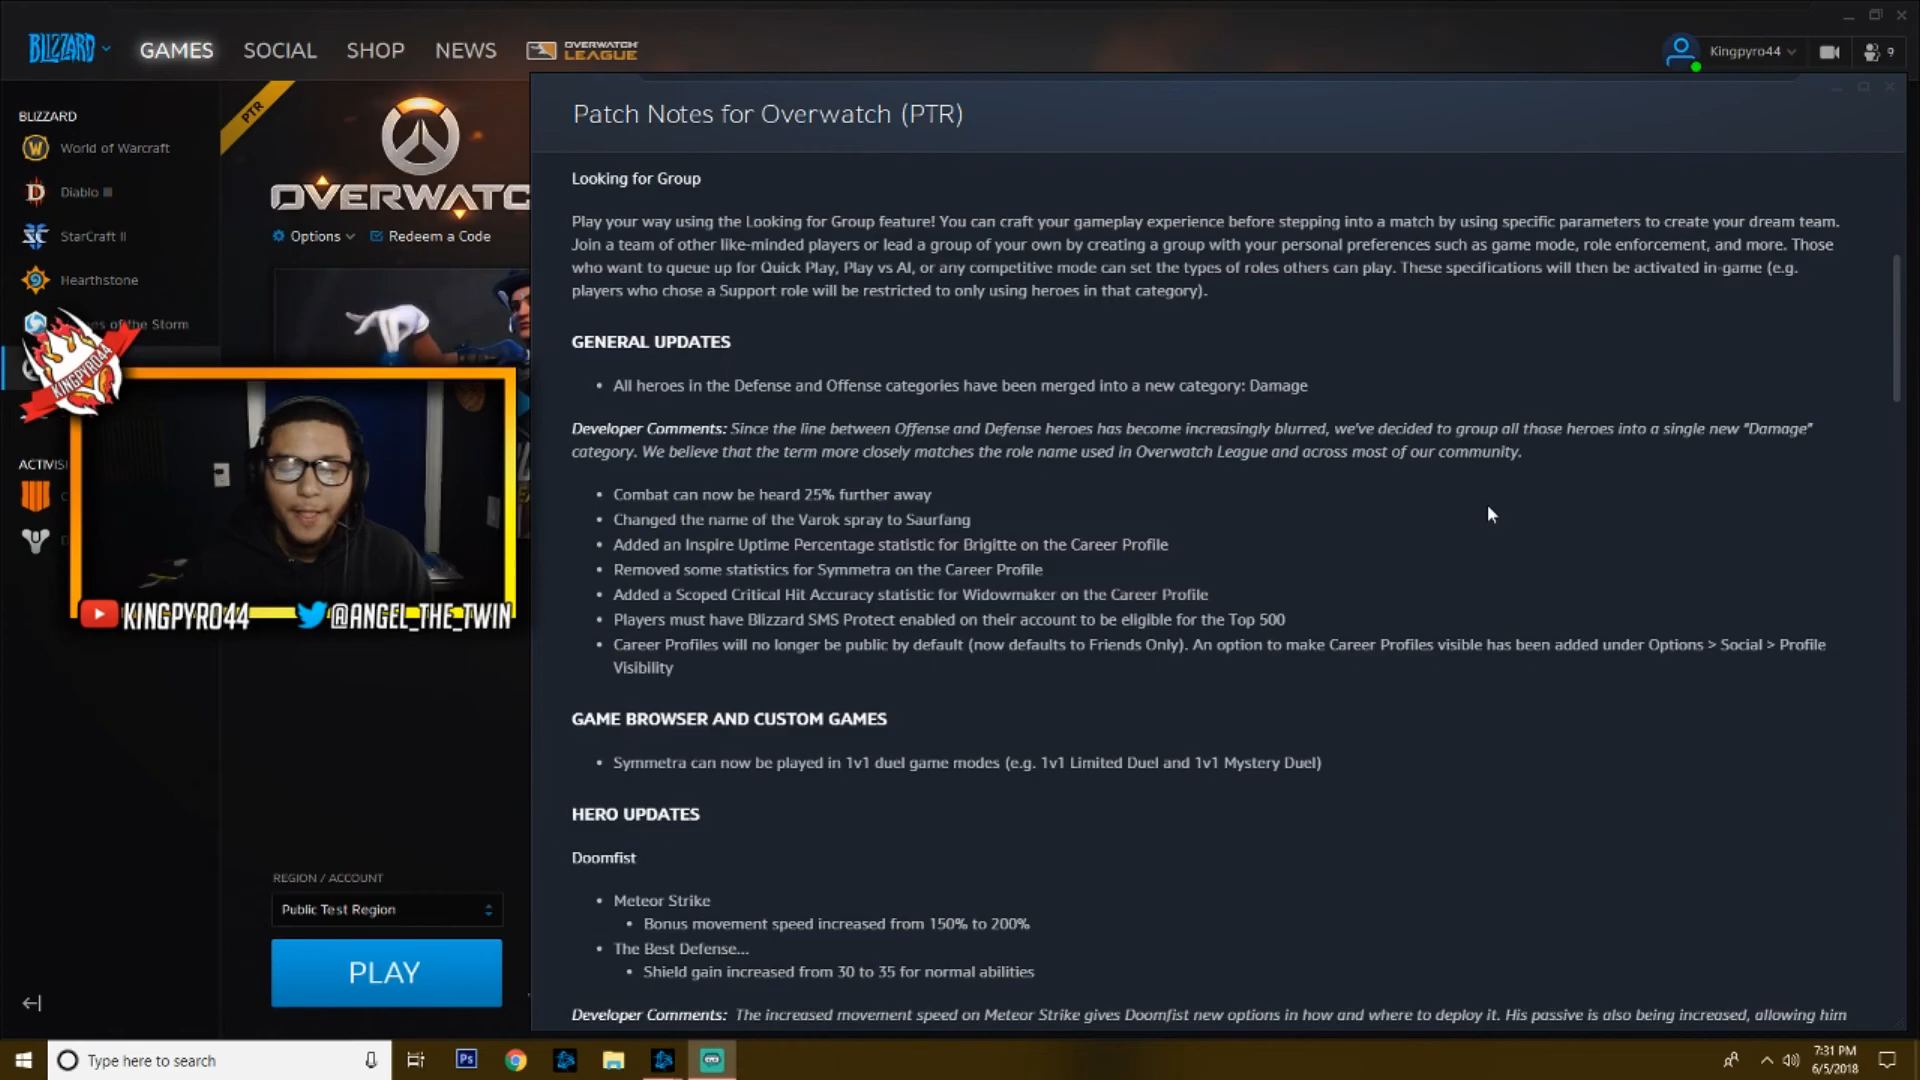 BLIZZARD
GAMES
SOCIAL
SHOP
NEWS
OVERWATCH LEAGUE
Kingpyro44
9
BLIZZARD
World of Warcraft
Diablo III
StarCraft II
Hearthstone
es of the Storm
KINGPYRO44
ACTIVIS
PTR
OVERWATC
Options
Redeem a Code
KINGPYRO44
@ANGEL_THE_TWIN
REGION / ACCOUNT
Public Test Region
PLAY
Patch Notes for Overwatch (PTR)
Looking for Group
Play your way using the Looking for Group feature! You can craft your gameplay experience before stepping into a match by using specific parameters to create your dream team.
Join a team of other like-minded players or lead a group of your own by creating a group with your personal preferences such as game mode, role enforcement, and more. Those
who want to queue up for Quick Play, Play vs AI, or any competitive mode can set the types of roles others can play. These specifications will then be activated in-game (e.g.
players who chose a Support role will be restricted to only using heroes in that category).
GENERAL UPDATES
• All heroes in the Defense and Offense categories have been merged into a new category: Damage
Developer Comments: Since the line between Offense and Defense heroes has become increasingly blurred, we've decided to group all those heroes into a single new "Damage"
category. We believe that the term more closely matches the role name used in Overwatch League and across most of our community.
• Combat can now be heard 25% further away
• Changed the name of the Varok spray to Saurfang
• Added an Inspire Uptime Percentage statistic for Brigitte on the Career Profile
• Removed some statistics for Symmetra on the Career Profile
• Added a Scoped Critical Hit Accuracy statistic for Widowmaker on the Career Profile
• Players must have Blizzard SMS Protect enabled on their account to be eligible for the Top 500
• Career Profiles will no longer be public by default (now defaults to Friends Only). An option to make Career Profiles visible has been added under Options > Social > Profile
Visibility
GAME BROWSER AND CUSTOM GAMES
• Symmetra can now be played in 1v1 duel game modes (e.g. 1v1 Limited Duel and 1v1 Mystery Duel)
HERO UPDATES
Doomfist
• Meteor Strike
• Bonus movement speed increased from 150% to 200%
• The Best Defense...
• Shield gain increased from 30 to 35 for normal abilities
Developer Comments: The increased movement speed on Meteor Strike gives Doomfist new options in how and where to deploy it. His passive is also being increased, allowing him
Type here to search
Ps
7:31 PM
6/5/2018